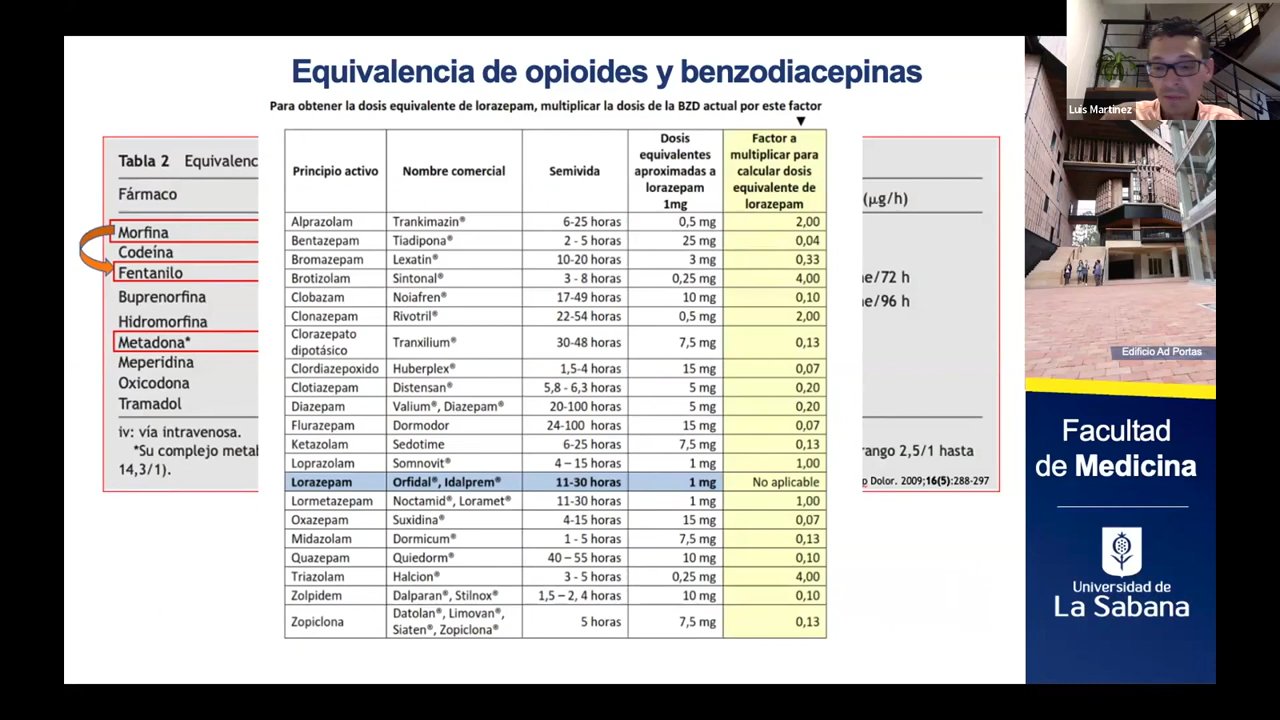 Equivalencia de opioides y benzodiacepinas
Para obtener la dosis equivalente de lorazepam, multiplicar la dosis de la BZD actual por este factor
Principio activo Nombre comercial Semivida Dosis equivalentes aproximadas a lorazepam 1mg Factor a multiplicar para calcular dosis equivalente de lorazepam
Alprazolam Trankimazin® 6-25 horas 0,5 mg 2,00
Bentazepam Tiadipona® 2 - 5 horas 25 mg 0,04
Bromazepam Lexatin® 10-20 horas 3 mg 0,33
Brotizolam Sintonal® 3 - 8 horas 0,25 mg 4,00
Clobazam Noiafren® 17-49 horas 10 mg 0,10
Clonazepam Rivotril® 22-54 horas 0,5 mg 2,00
Clorazepato dipotásico Tranxilium® 30-48 horas 7,5 mg 0,13
Clordiazepoxido Huberplex® 1,5-4 horas 15 mg 0,07
Clotiazepam Distensan® 5,8 - 6,3 horas 5 mg 0,20
Diazepam Valium®, Diazepam® 20-100 horas 5 mg 0,20
Flurazepam Dormodor 24-100 horas 15 mg 0,07
Ketazolam Sedotime 6-25 horas 7,5 mg 0,13
Loprazolam Somnovit® 4 – 15 horas 1 mg 1,00
Lorazepam Orfidal®, Idalprem® 11-30 horas 1 mg No aplicable
Lormetazepam Noctamid®, Loramet® 11-30 horas 1 mg 1,00
Oxazepam Suxidina® 4-15 horas 15 mg 0,07
Midazolam Dormicum® 1 - 5 horas 7,5 mg 0,13
Quazepam Quiedorm® 40 – 55 horas 10 mg 0,10
Triazolam Halcion® 3 - 5 horas 0,25 mg 4,00
Zolpidem Dalparan®, Stilnox® 1,5 – 2, 4 horas 10 mg 0,10
Zopiclona Datolan®, Limovan®, Siaten®, Zopiclona® 5 horas 7,5 mg 0,13
Tabla 2 Equivalenc
Fármaco
(µg/h)
Morfina
Codeína
Fentanilo
e/72 h
Buprenorfina
e/96 h
Hidromorfina
Metadona*
Meperidina
Oxicodona
Tramadol
iv: vía intravenosa.
*Su complejo metal
rango 2,5/1 hasta
14,3/1).
Dolor. 2009;16(5):288-297
Luis Martinez
Edificio Ad Portas
Facultad
de Medicina
Universidad de
La Sabana